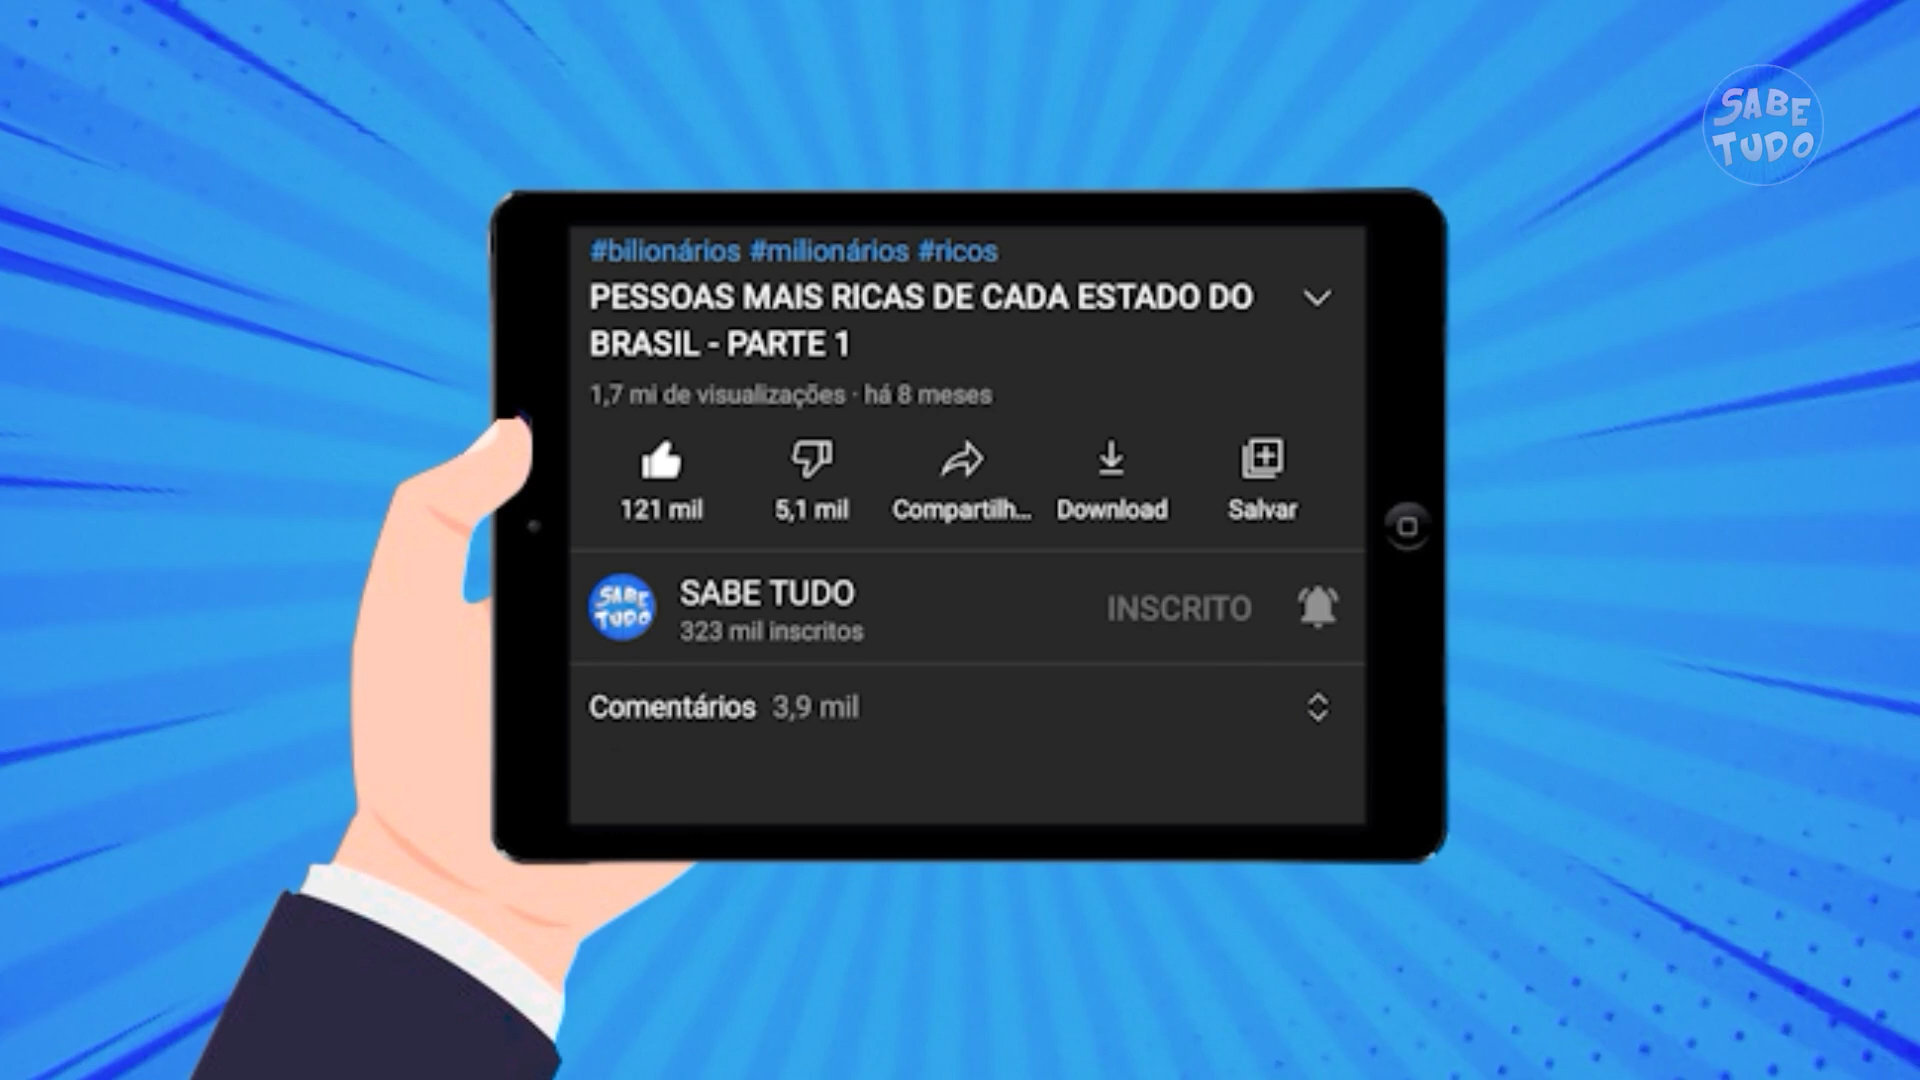 SABE
TUDO
#bilionários #milionários #ricos
PESSOAS MAIS RICAS DE CADA ESTADO DO
BRASIL - PARTE 1
1,7 mi de visualizações · há 8 meses
121 mil 5,1 mil Compartilh... Download Salvar
SABE
TUDO
SABE TUDO
323 mil inscritos
INSCRITO
Comentários 3,9 mil